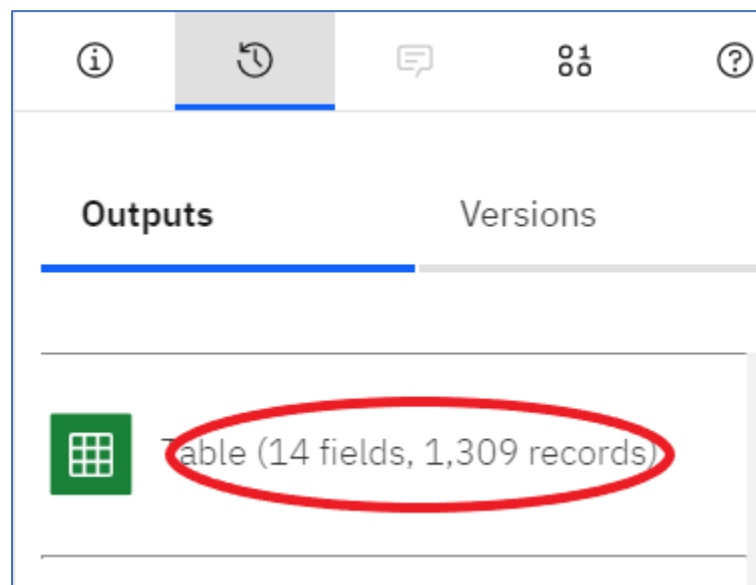 Outputs
Versions
Table (14 fields, 1,309 records)